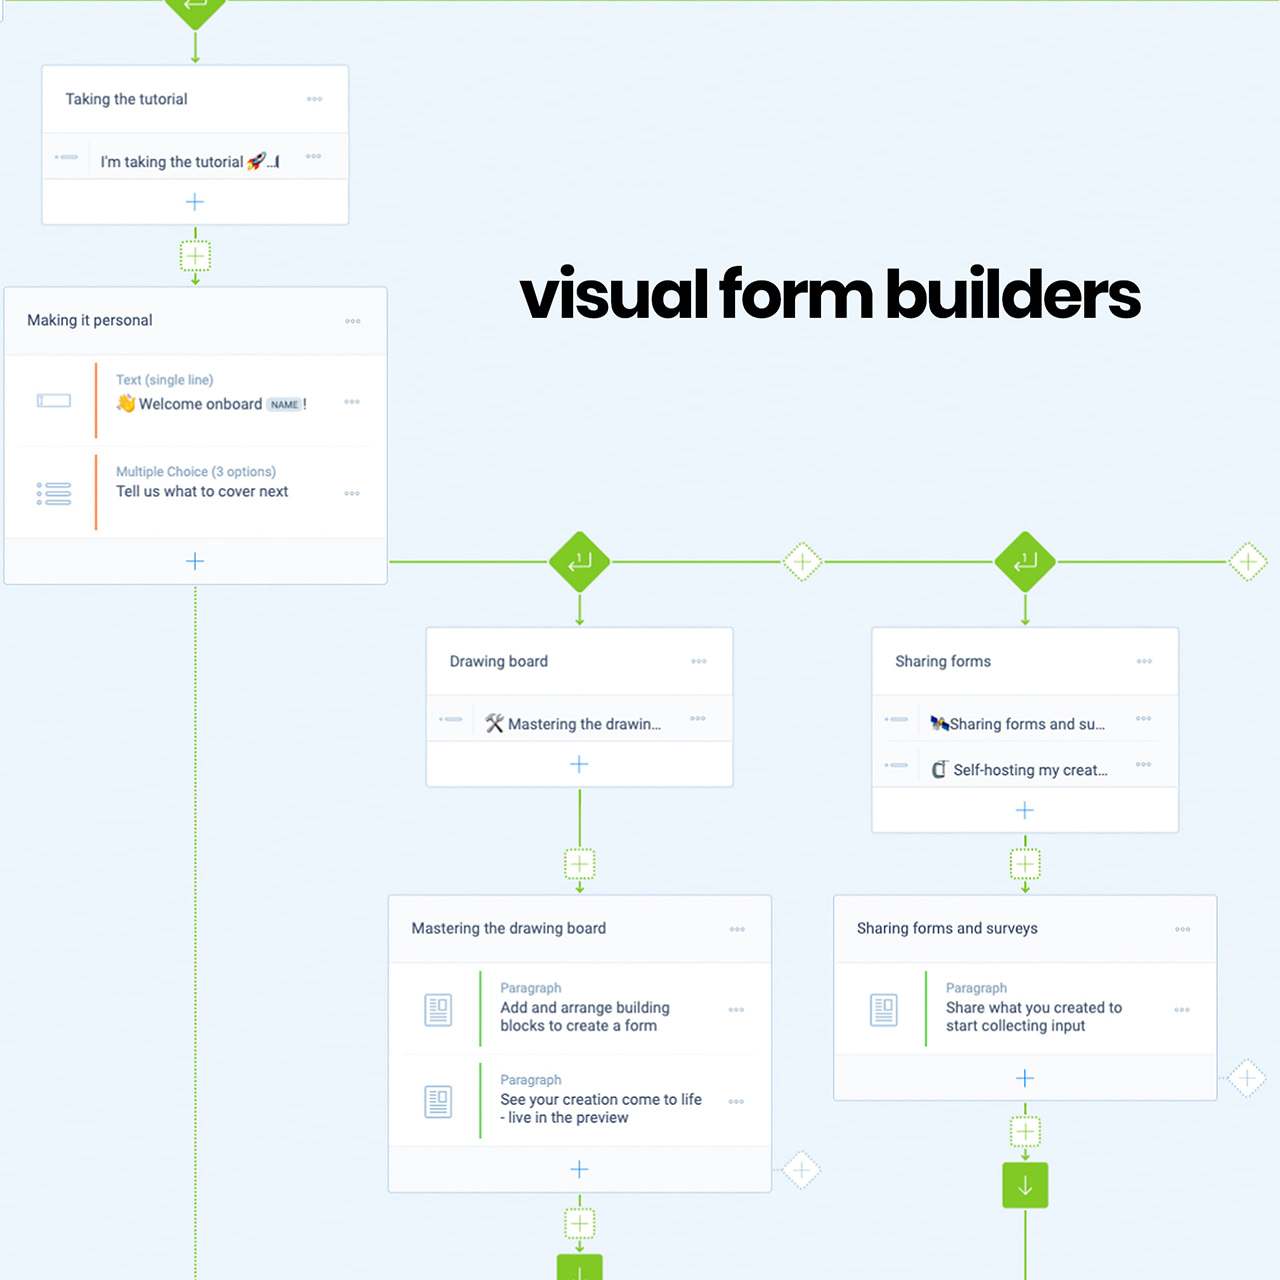 Taking the tutorial
I'm taking the tutorial 🚀...
visual form builders
Making it personal
Text (single line)
👋 Welcome onboard NAME !
Multiple Choice (3 options)
Tell us what to cover next
1
1
Drawing board
🛠 Mastering the drawin...
Sharing forms
🛰Sharing forms and su...
🗜 Self-hosting my creat...
Mastering the drawing board
Paragraph
Add and arrange building
blocks to create a form
Paragraph
See your creation come to life
- live in the preview
Sharing forms and surveys
Paragraph
Share what you created to
start collecting input